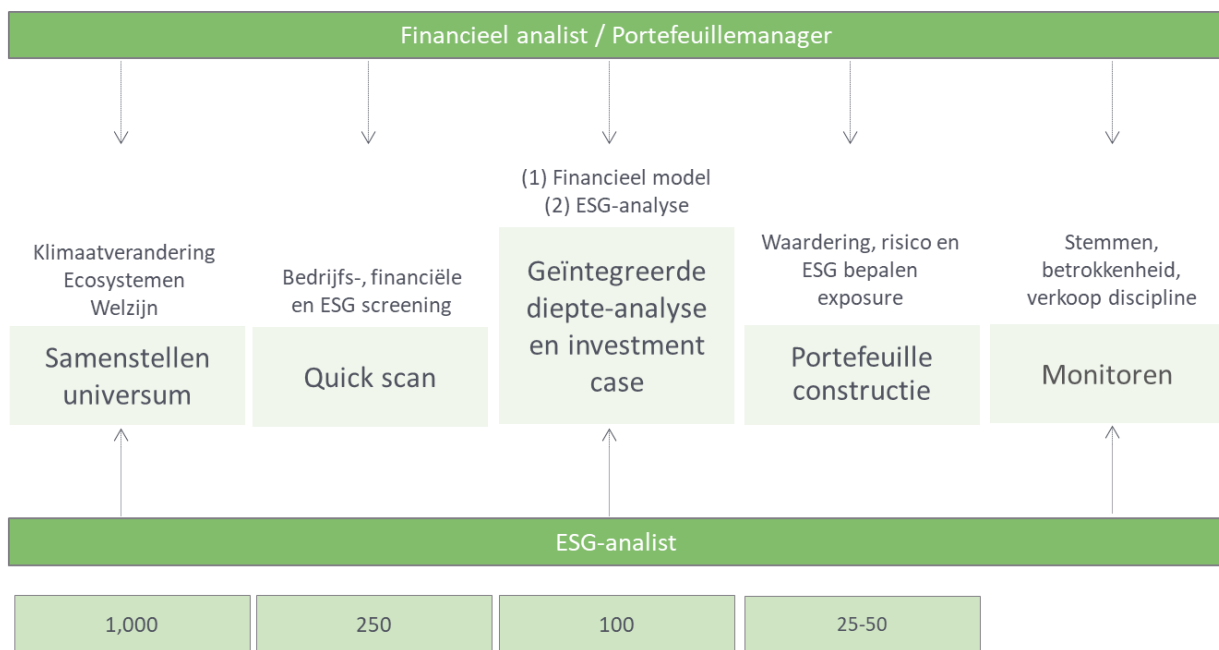 Financieel analist / Portefeuillemanager
Klimaatverandering
Ecosystemen
Welzijn
Samenstellen
universum
Bedrijfs-, financiële
en ESG screening
Quick scan
(1) Financieel model
(2) ESG-analyse
Geïntegreerde
diepte-analyse
en investment
case
Waardering, risico en
ESG bepalen
exposure
Portefeuille
constructie
Stemmen,
betrokkenheid,
verkoop discipline
Monitoren
ESG-analist
1,000
250
100
25-50